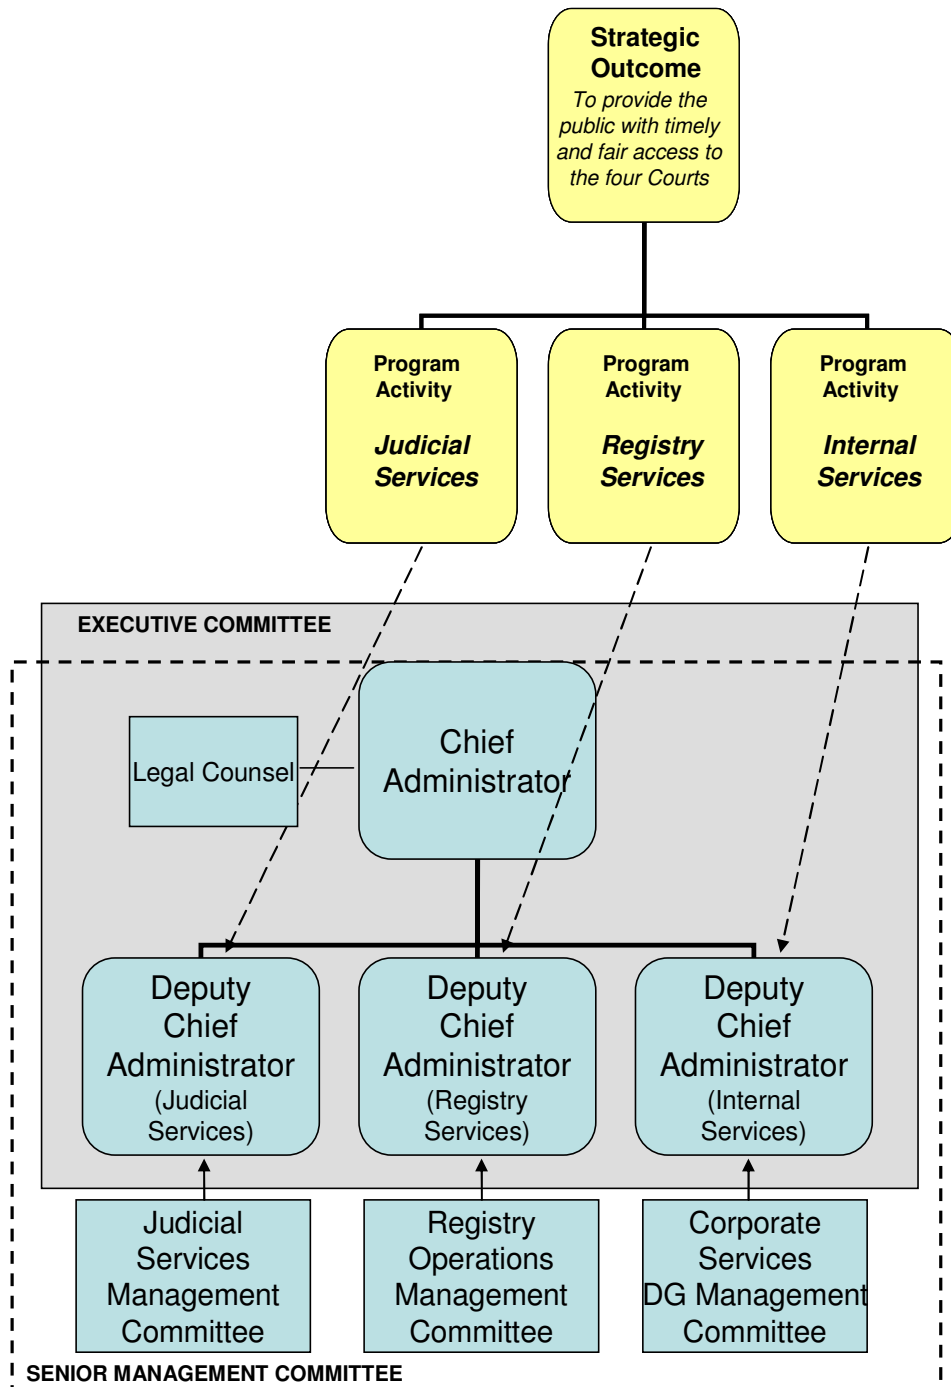 Strategic
Outcome
To provide the
public with timely
and fair access to
the four Courts
Program
Activity
Judicial
Services
Program
Activity
Registry
Services
Program
Activity
Internal
Services
EXECUTIVE COMMITTEE
Legal Counsel
Chief
Administrator
Deputy
Chief
Administrator
(Judicial
Services)
Deputy
Chief
Administrator
(Registry
Services)
Deputy
Chief
Administrator
(Internal
Services)
Judicial
Services
Management
Committee
Registry
Operations
Management
Committee
Corporate
Services
DG Management
Committee
SENIOR MANAGEMENT COMMITTEE